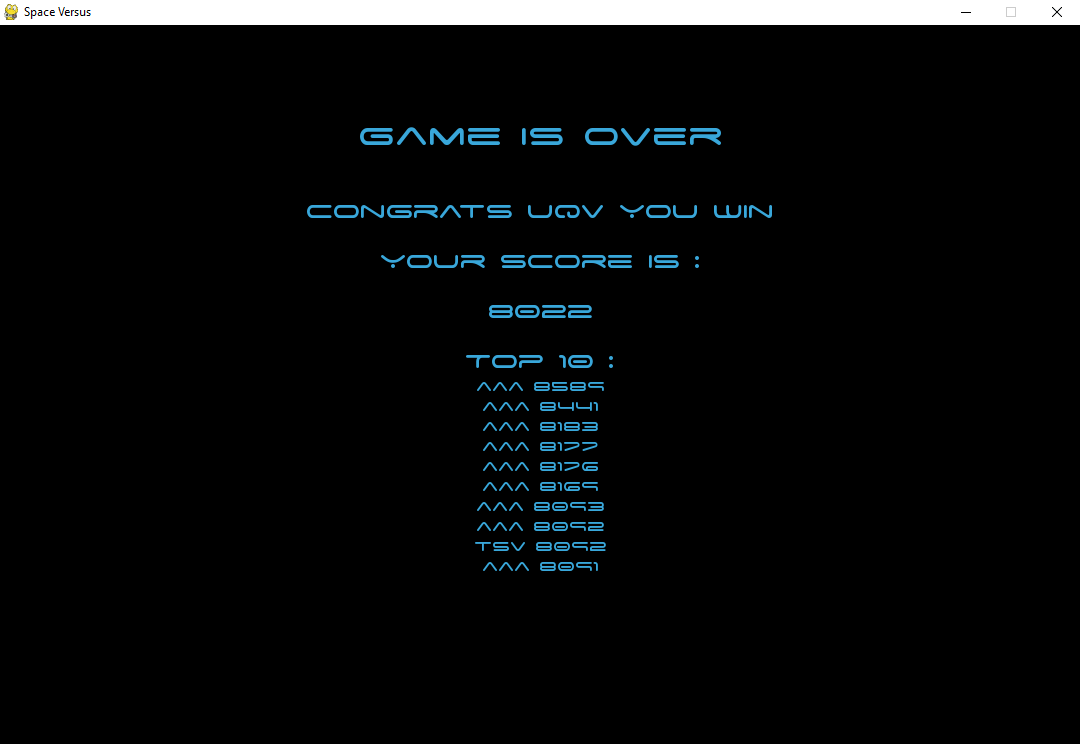 Space Versus
GAME IS OVER
CONGRATS UQV YOU WIN
YOUR SCORE IS :
8022
TOP 10 :
AAA 8589
AAA 8441
AAA 8183
AAA 8177
AAA 8176
AAA 8169
AAA 8093
AAA 8092
TSV 8092
AAA 8091